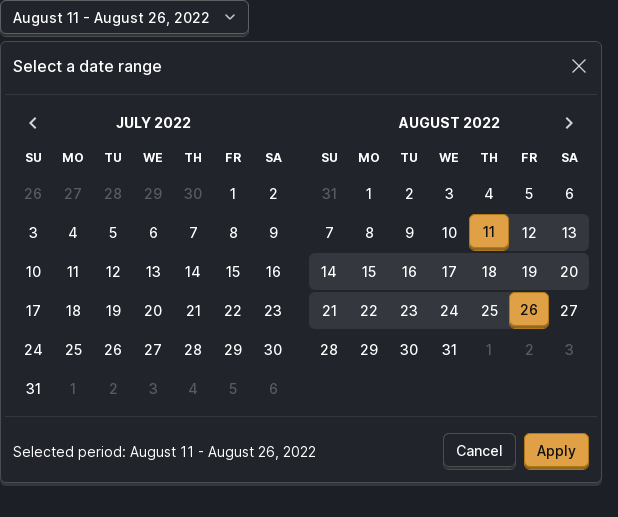 August 11 - August 26, 2022
Select a date range
JULY 2022 AUGUST 2022
SU MO TU WE TH FR SA SU MO TU WE TH FR SA
26 27 28 29 30 1 2 31 1 2 3 4 5 6
3 4 5 6 7 8 9 7 8 9 10 11 12 13
10 11 12 13 14 15 16 14 15 16 17 18 19 20
17 18 19 20 21 22 23 21 22 23 24 25 26 27
24 25 26 27 28 29 30 28 29 30 31 1 2 3
31 1 2 3 4 5 6
Selected period: August 11 - August 26, 2022 Cancel Apply